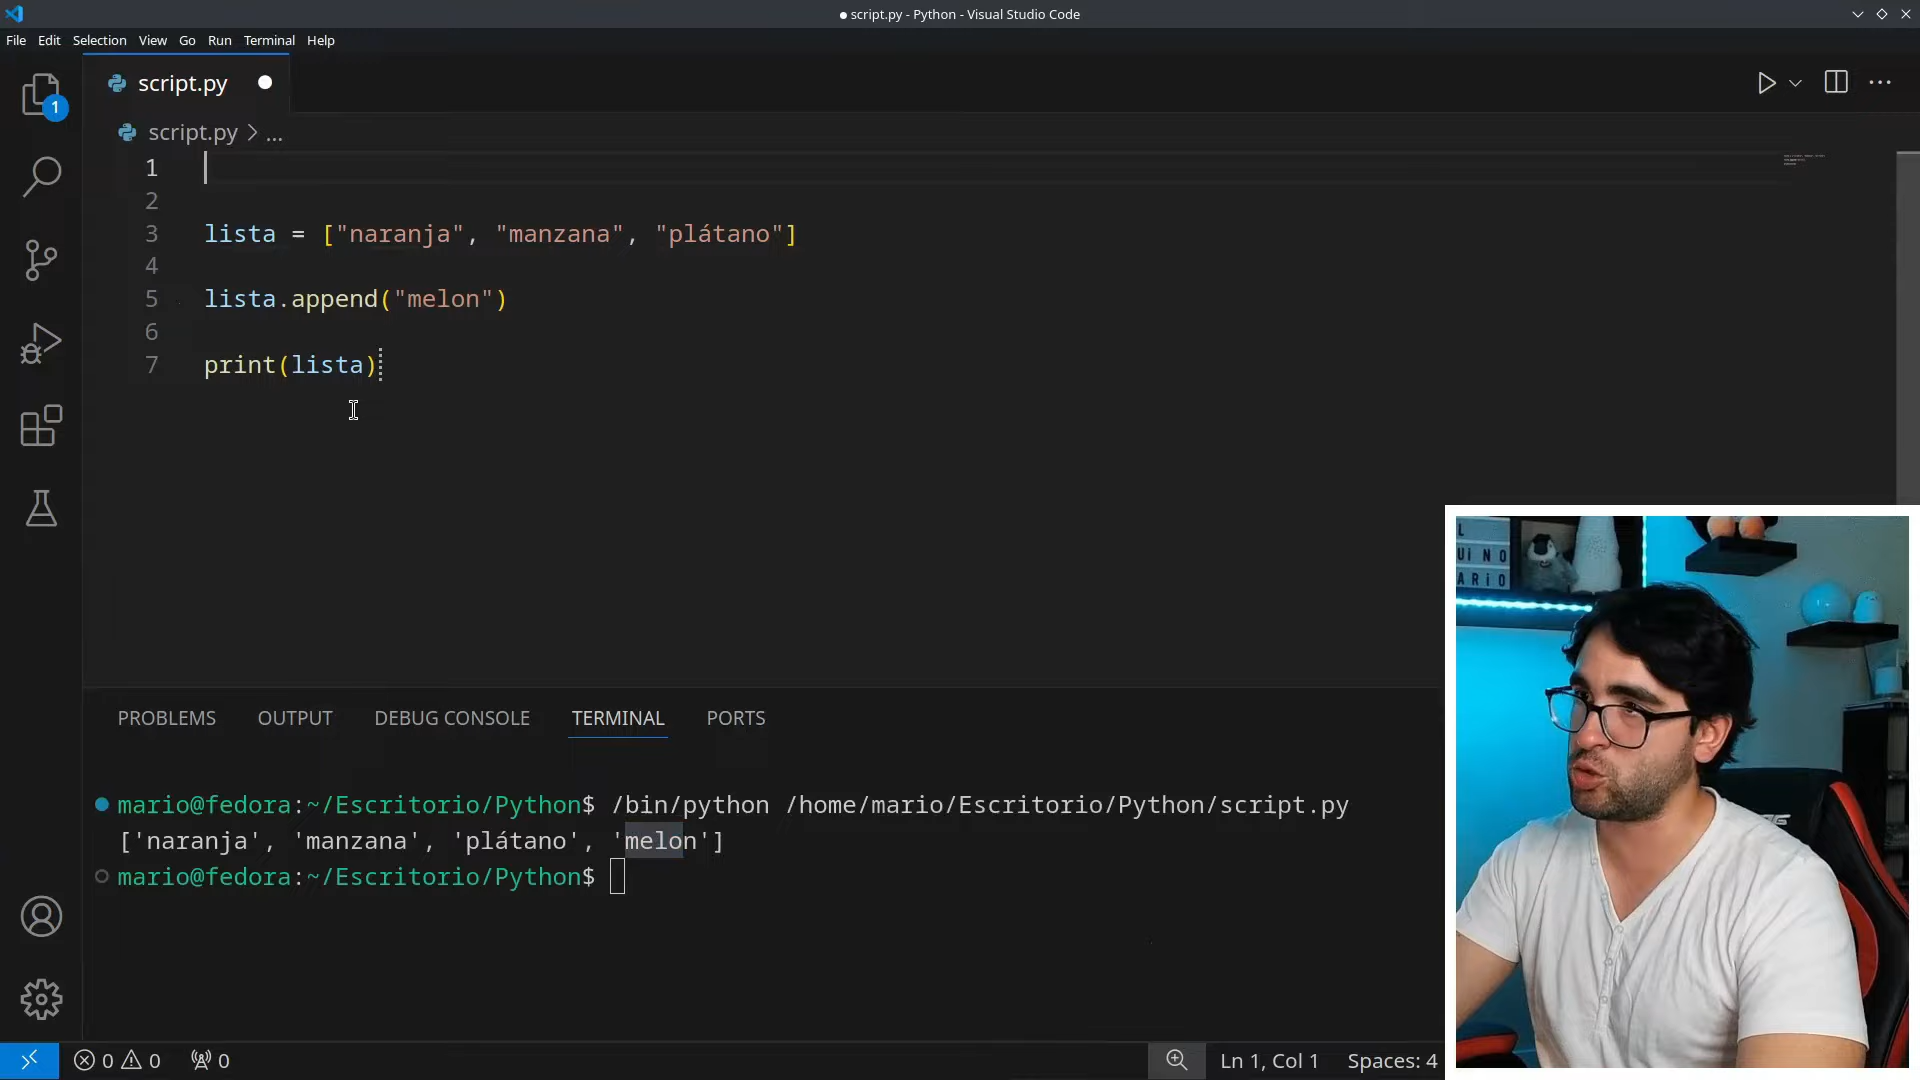 script.py - Python - Visual Studio Code
File Edit Selection View Go Run Terminal Help
script.py
1
script.py > ...
1
2
3 lista = ["naranja", "manzana", "plátano"]
4
5 lista.append("melon")
6
7 print(lista)
PROBLEMS OUTPUT DEBUG CONSOLE TERMINAL PORTS
mario@fedora:~/Escritorio/Python$ /bin/python /home/mario/Escritorio/Python/script.py
['naranja', 'manzana', 'plátano', 'melon']
mario@fedora:~/Escritorio/Python$
0 0 0 Ln 1, Col 1 Spaces: 4
L
UiNO
ARiO